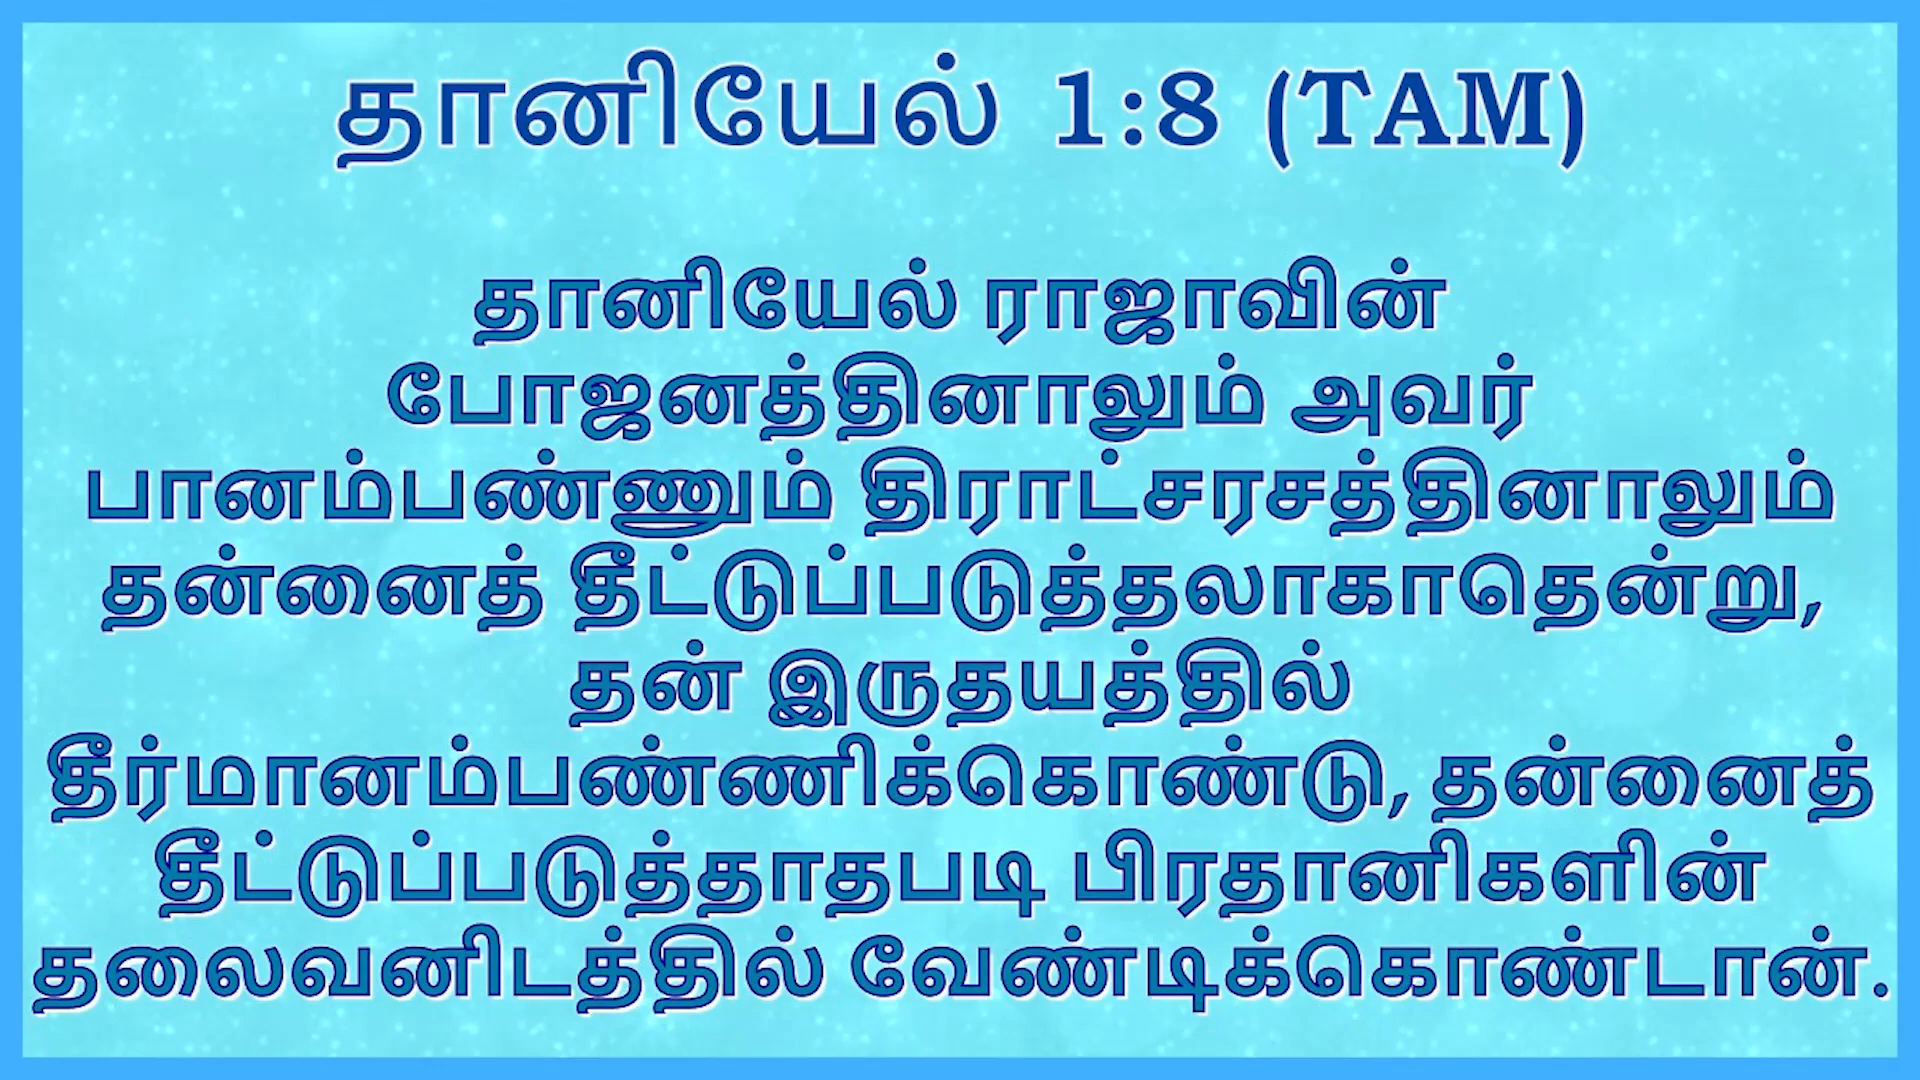 தானியேல் 1:8 (TAM)
தானியேல் ராஜாவின்
போஜனத்தினாலும் அவர்
பானம்பண்ணும் திராட்சரசத்தினாலும்
தன்னைத் தீட்டுப்படுத்தலாகாதென்று,
தன் இருதயத்தில்
தீர்மானம்பண்ணிக்கொண்டு, தன்னைத்
தீட்டுப்படுத்தாதபடி பிரதானிகளின்
தலைவனிடத்தில் வேண்டிக்கொண்டான்.